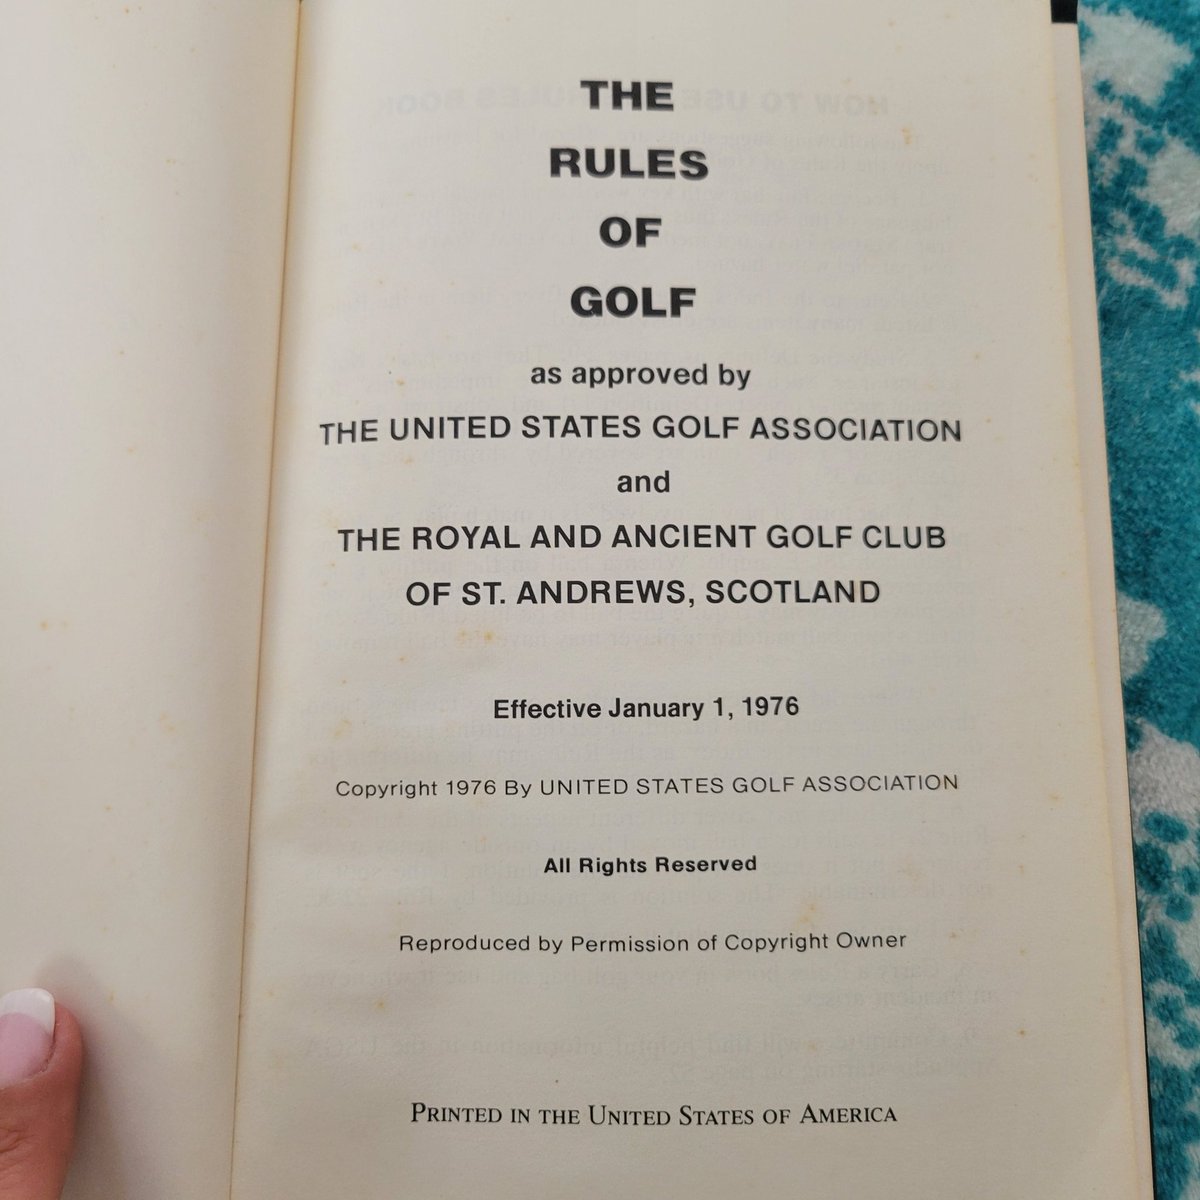 THE
RULES
OF
GOLF
as approved by
THE UNITED STATES GOLF ASSOCIATION
and
THE ROYAL AND ANCIENT GOLF CLUB
OF ST. ANDREWS, SCOTLAND
Effective January 1, 1976
Copyright 1976 By UNITED STATES GOLF ASSOCIATION
All Rights Reserved
Reproduced by Permission of Copyright Owner
PRINTED IN THE UNITED STATES OF AMERICA